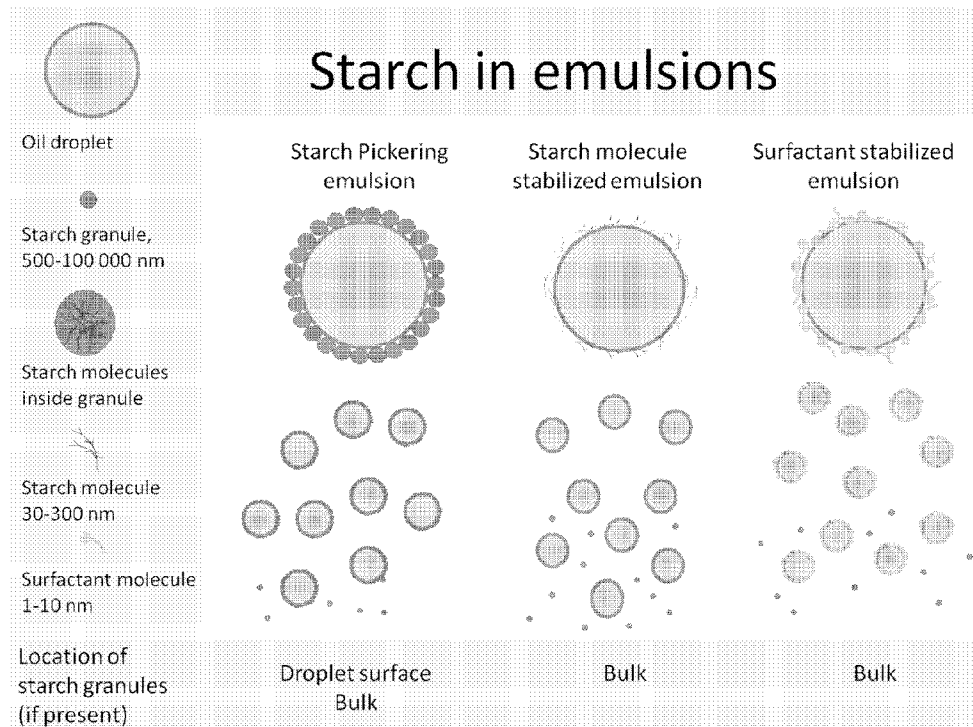 Starch in emulsions
Oil droplet
Starch granule,
500-100 000 nm
Starch molecules
inside granule
Starch molecule
30-300 nm
Surfactant molecule
1-10 nm
Starch Pickering
emulsion
Starch molecule
stabilized emulsion
Surfactant stabilized
emulsion
Location of
starch granules
(if present)
Droplet surface
Bulk
Bulk
Bulk